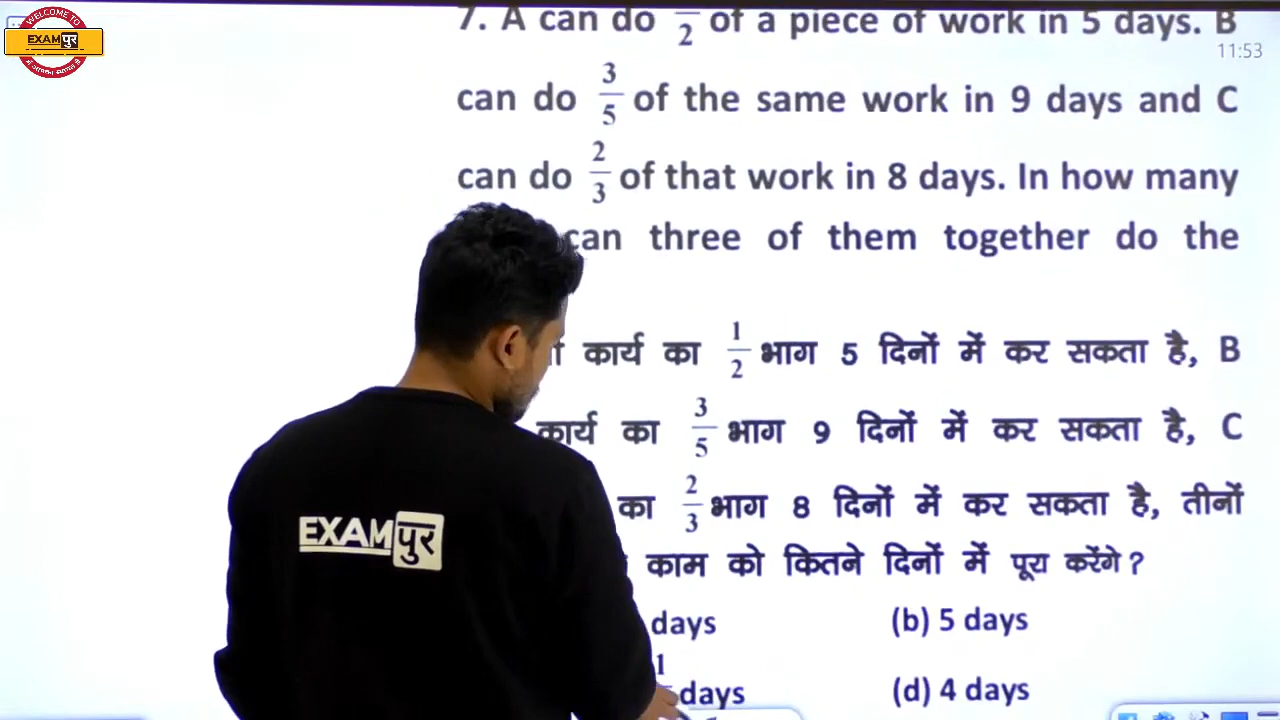 WELCOME TO
EXAMपुर
11:53
7. A can do /2 of a piece of work in 5 days. B
can do 3/5 of the same work in 9 days and C
can do 2/3 of that work in 8 days. In how many
can three of them together do the
कार्य का 1/2 भाग 5 दिनों में कर सकता है, B
कार्य का 3/5 भाग 9 दिनों में कर सकता है, C
का 2/3 भाग 8 दिनों में कर सकता है, तीनों
काम को कितने दिनों में पूरा करेंगे ?
days (b) 5 days
1 days (d) 4 days
EXAMपुर